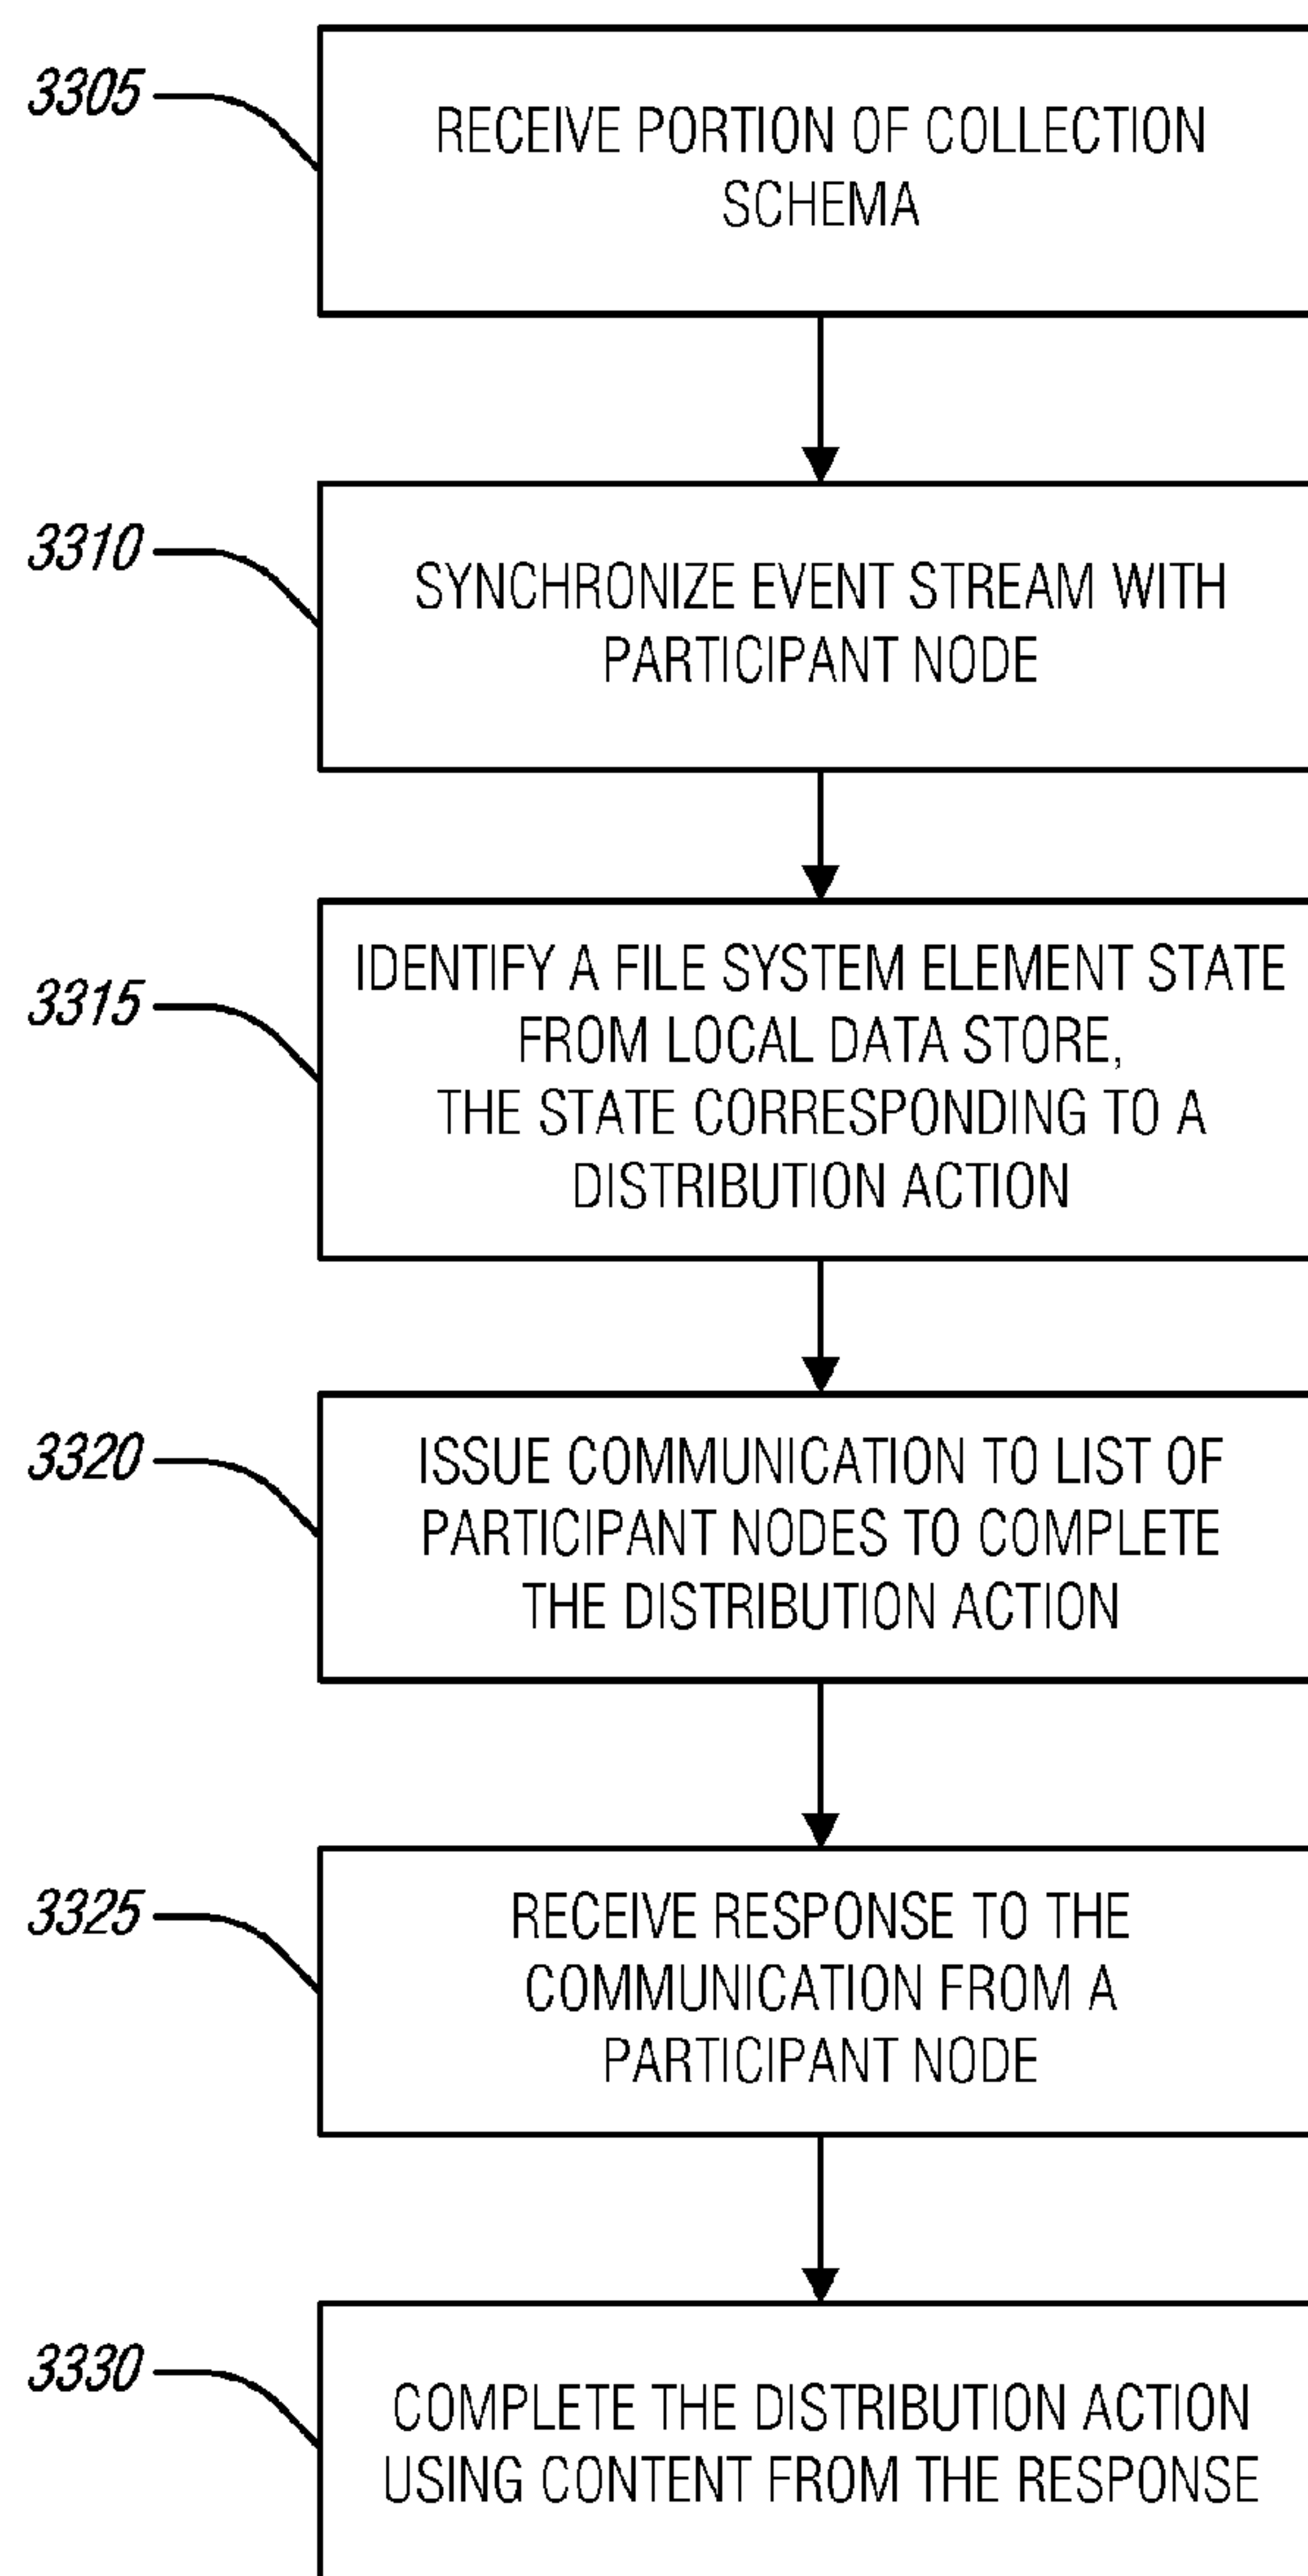 3305
RECEIVE PORTION OF COLLECTION
SCHEMA
3310
SYNCHRONIZE EVENT STREAM WITH
PARTICIPANT NODE
3315
IDENTIFY A FILE SYSTEM ELEMENT STATE
FROM LOCAL DATA STORE,
THE STATE CORRESPONDING TO A
DISTRIBUTION ACTION
3320
ISSUE COMMUNICATION TO LIST OF
PARTICIPANT NODES TO COMPLETE
THE DISTRIBUTION ACTION
3325
RECEIVE RESPONSE TO THE
COMMUNICATION FROM A
PARTICIPANT NODE
3330
COMPLETE THE DISTRIBUTION ACTION
USING CONTENT FROM THE RESPONSE